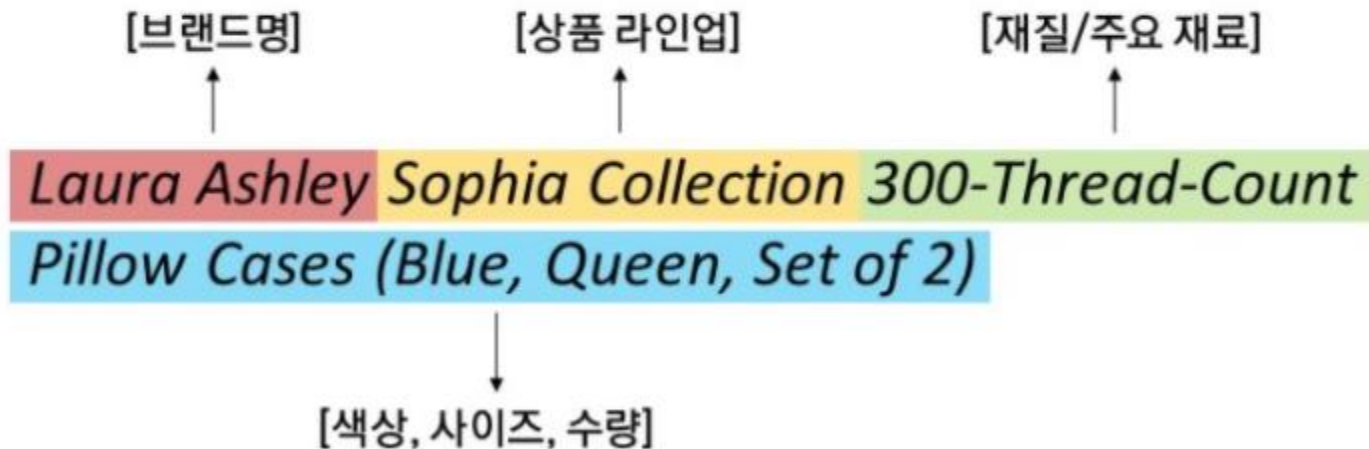 [브랜드명] [상품 라인업] [재질/주요 재료]
Laura Ashley Sophia Collection 300-Thread-Count
Pillow Cases (Blue, Queen, Set of 2)
[색상, 사이즈, 수량]